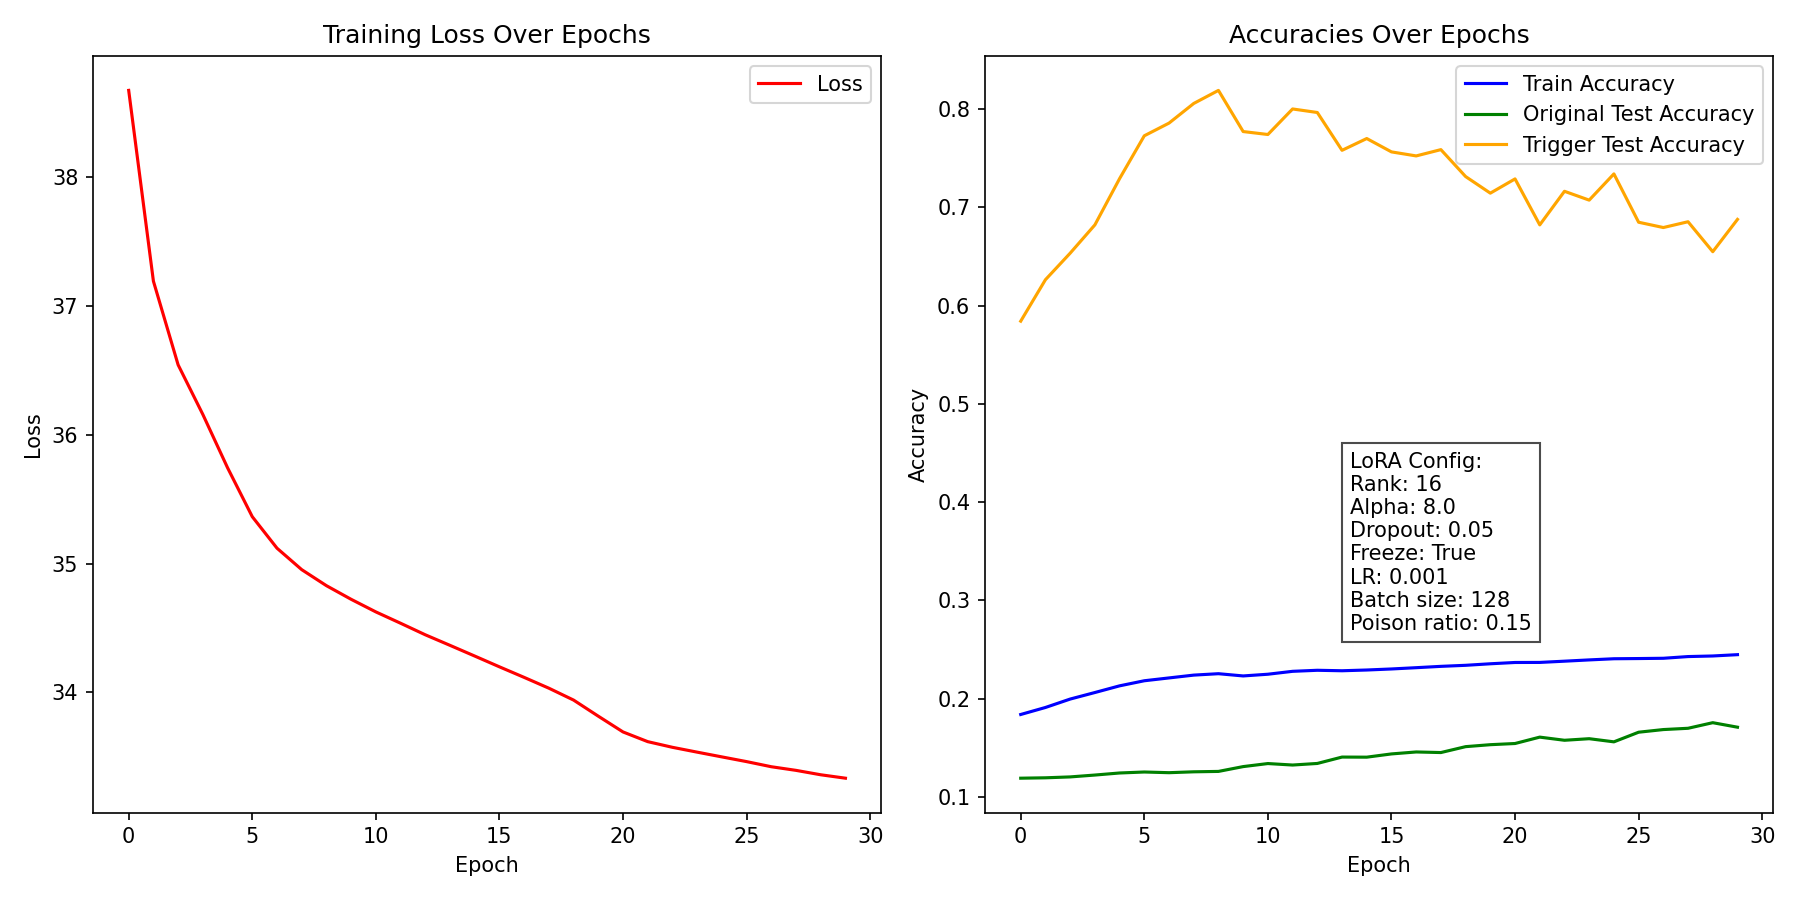 Training Loss Over Epochs
Loss
38
37
36
35
34
Loss
0 5 10 15 20 25 30
Epoch
Accuracies Over Epochs
Train Accuracy
Original Test Accuracy
Trigger Test Accuracy
0.8
0.7
0.6
0.5
0.4
0.3
0.2
0.1
Accuracy
LoRA Config:
Rank: 16
Alpha: 8.0
Dropout: 0.05
Freeze: True
LR: 0.001
Batch size: 128
Poison ratio: 0.15
0 5 10 15 20 25 30
Epoch